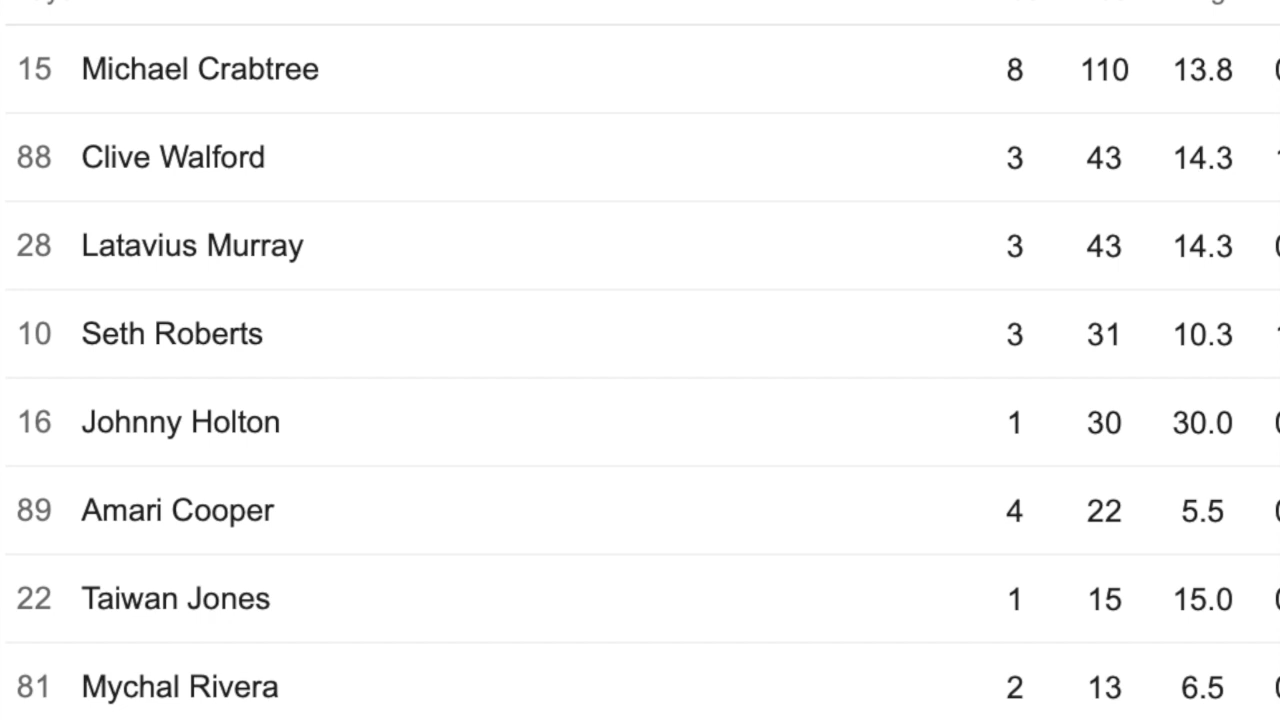 15 Michael Crabtree 8 110 13.8
88 Clive Walford 3 43 14.3
28 Latavius Murray 3 43 14.3
10 Seth Roberts 3 31 10.3
16 Johnny Holton 1 30 30.0
89 Amari Cooper 4 22 5.5
22 Taiwan Jones 1 15 15.0
81 Mychal Rivera 2 13 6.5